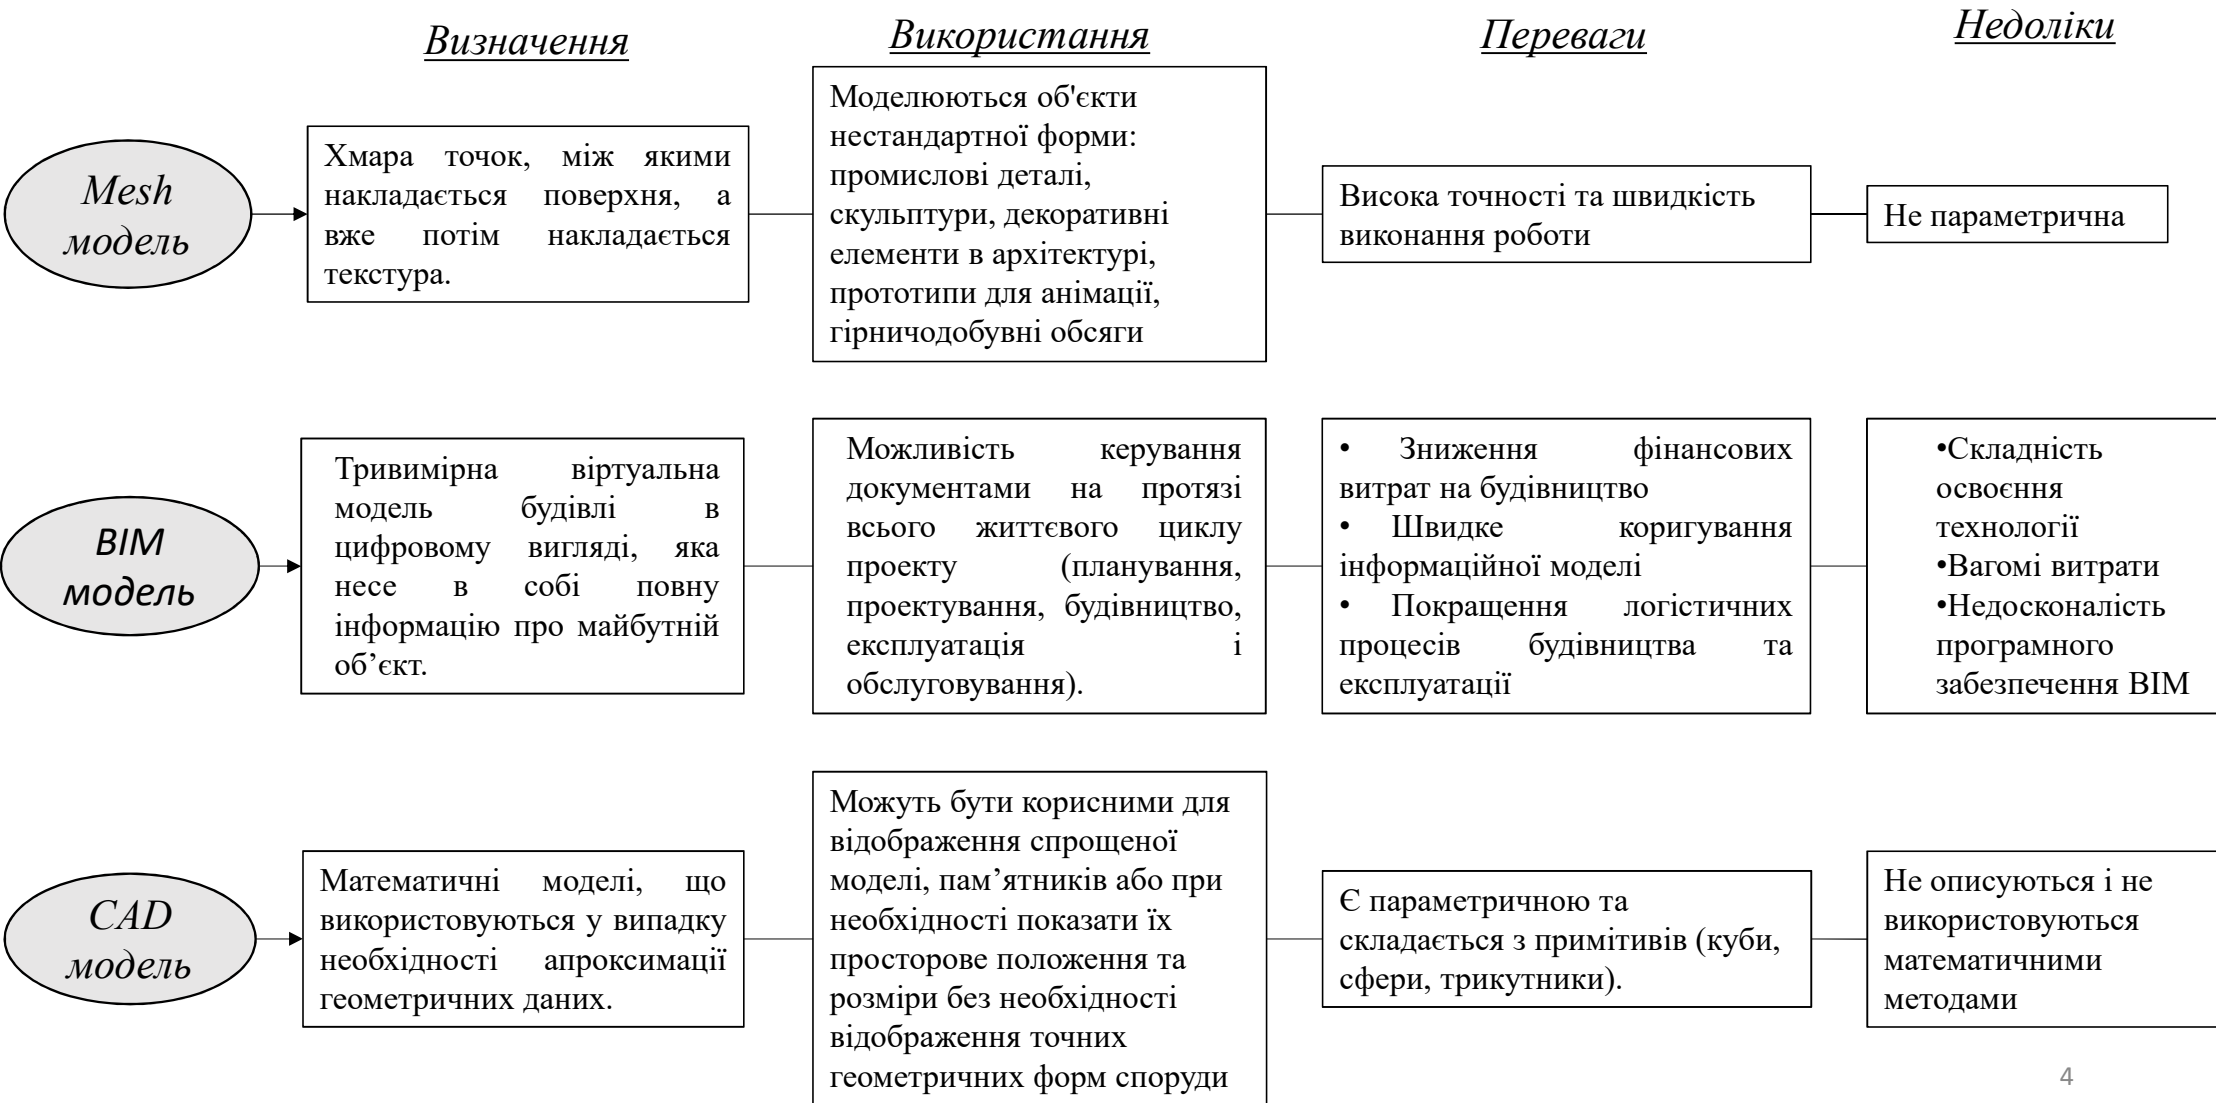 Визначення
Використання
Переваги
Недоліки
Mesh
модель
Хмара точок, між якими
накладається поверхня, а
вже потім накладається
текстура.
Моделюються об'єкти
нестандартної форми:
промислові деталі,
скульптури, декоративні
елементи в архітектурі,
прототипи для анімації,
гірничодобувні обсяги
Висока точності та швидкість
виконання роботи
Не параметрична
BIM
модель
Тривимірна віртуальна
модель будівлі в
цифровому вигляді, яка
несе в собі повну
інформацію про майбутній
об’єкт.
Можливість керування
документами на протязі
всього життєвого циклу
проекту (планування,
проектування, будівництво,
експлуатація і
обслуговування).
• Зниження фінансових
витрат на будівництво
• Швидке коригування
інформаційної моделі
• Покращення логістичних
процесів будівництва та
експлуатації
•Складність
освоєння
технології
•Вагомі витрати
•Недосконалість
програмного
забезпечення BIM
CAD
модель
Математичні моделі, що
використовуються у випадку
необхідності апроксимації
геометричних даних.
Можуть бути корисними для
відображення спрощеної
моделі, пам’ятників або при
необхідності показати їх
просторове положення та
розміри без необхідності
відображення точних
геометричних форм споруди
Є параметричною та
складається з примітивів (куби,
сфери, трикутники).
Не описуються і не
використовуються
математичними
методами
4